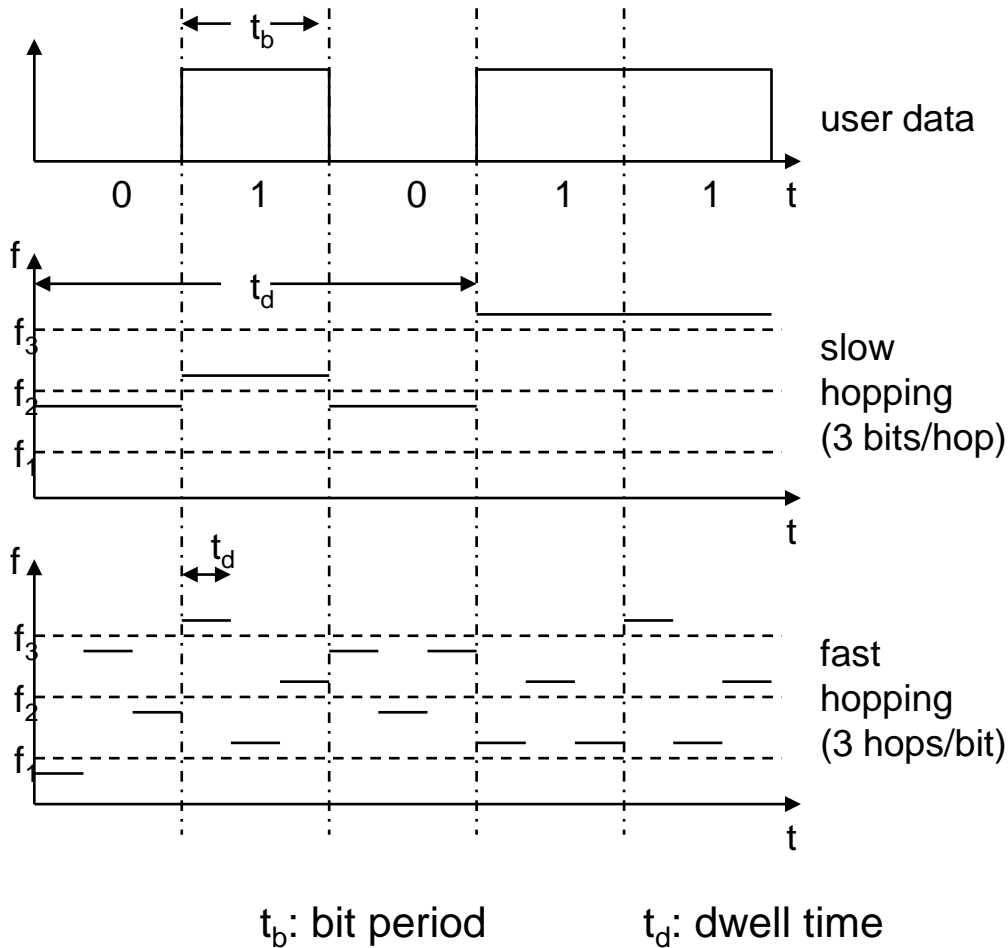 t_b
user data
0 1 0 1 1 t
f
t_d
f_3
slow
f_2
hopping
(3 bits/hop)
f_1
t
t_d
f
f_3
fast
f_2
hopping
(3 hops/bit)
f_1
t
t_b: bit period t_d: dwell time